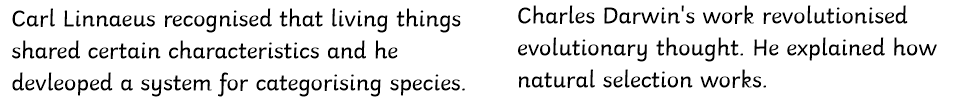 Carl Linnaeus recognised that living things
shared certain characteristics and he
devleoped a system for categorising species.
Charles Darwin's work revolutionised
evolutionary thought. He explained how
natural selection works.